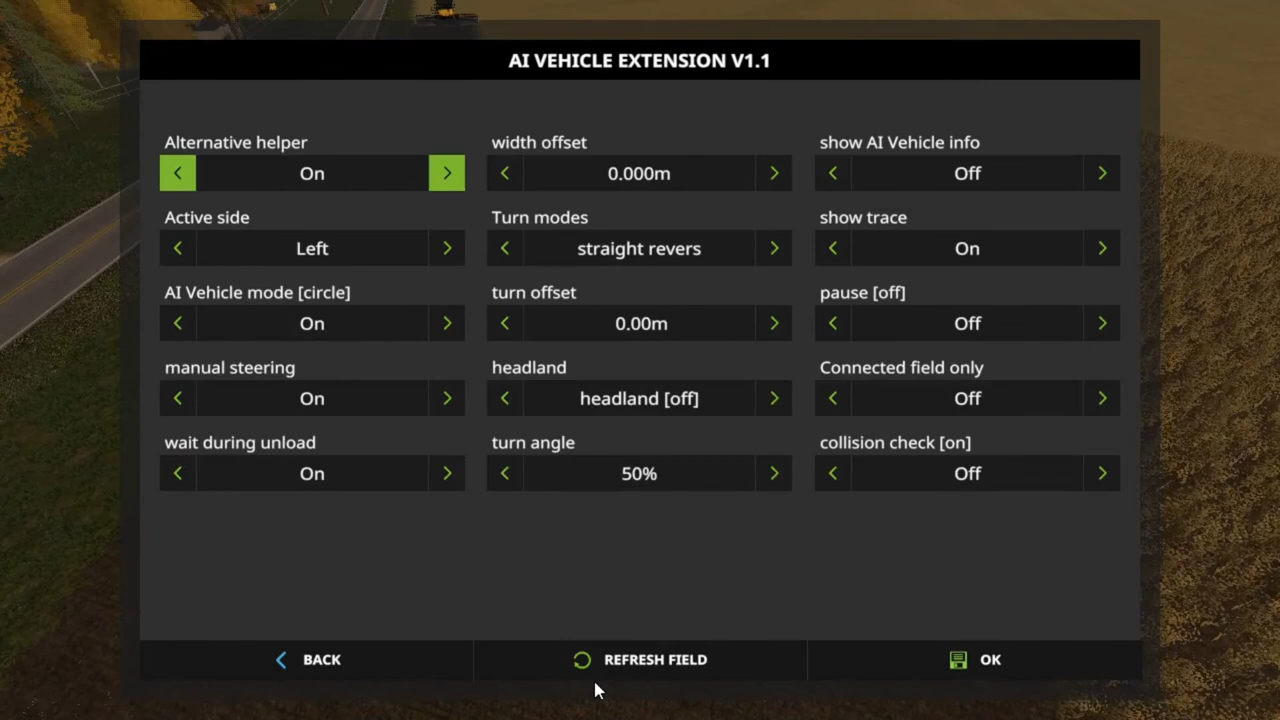 AI VEHICLE EXTENSION V1.1
Alternative helper
On
Active side
Left
AI Vehicle mode [circle]
On
manual steering
On
wait during unload
On
width offset
0.000m
Turn modes
straight revers
turn offset
0.00m
headland
headland [off]
turn angle
50%
show AI Vehicle info
Off
show trace
On
pause [off]
Off
Connected field only
Off
collision check [on]
Off
BACK
REFRESH FIELD
OK